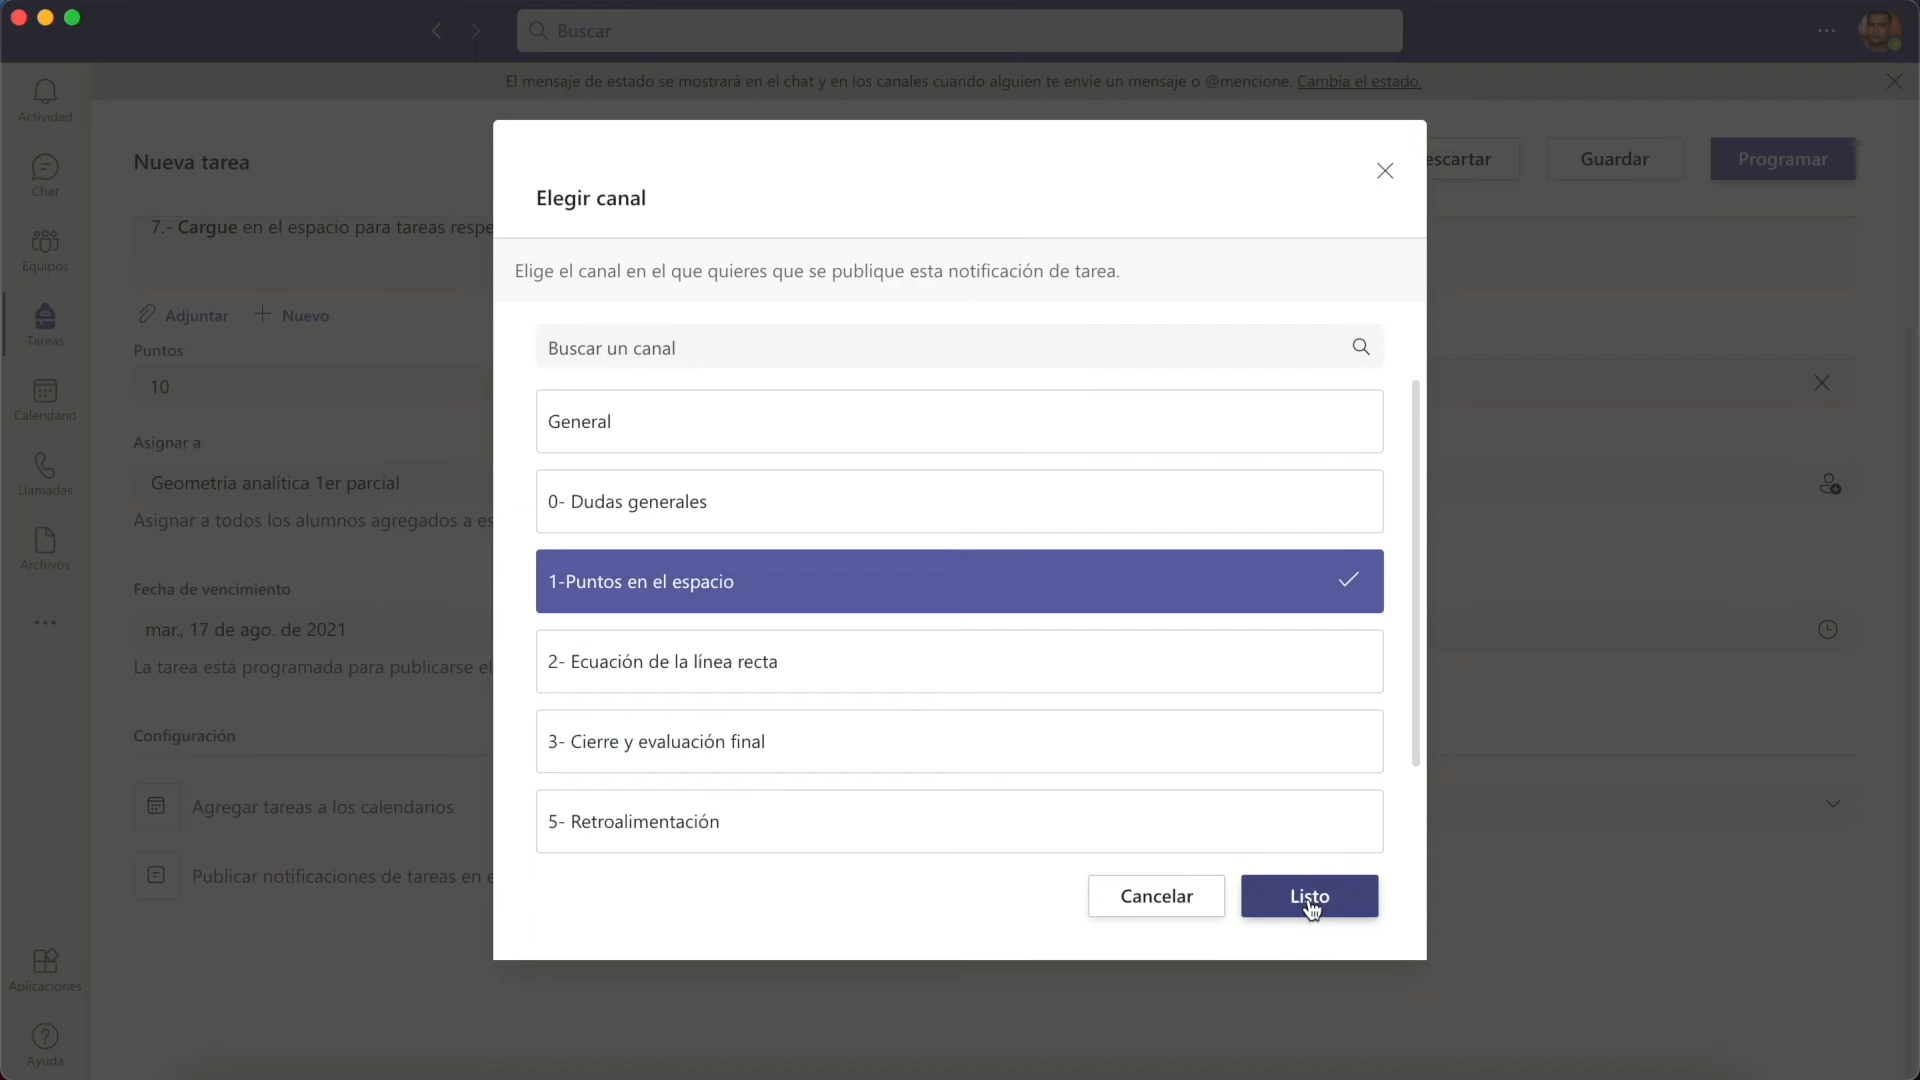 Buscar
El mensaje de estado se mostrará en el chat y en los canales cuando alguien te envíe un mensaje o @mencione. Cambia el estado.
Actividad
Chat
Equipos
Tareas
Calendario
Llamadas
Archivos
Aplicaciones
Ayuda
Nueva tarea
escartar
Guardar
Programar
7.- Cargue en el espacio para tareas respe
Adjuntar
Nuevo
Puntos
10
Asignar a
Geometría analítica 1er parcial
Asignar a todos los alumnos agregados a es
Fecha de vencimiento
mar., 17 de ago. de 2021
La tarea está programada para publicarse el
Configuración
Agregar tareas a los calendarios
Publicar notificaciones de tareas en e
Elegir canal
Elige el canal en el que quieres que se publique esta notificación de tarea.
Buscar un canal
General
0- Dudas generales
1-Puntos en el espacio
2- Ecuación de la línea recta
3- Cierre y evaluación final
5- Retroalimentación
Cancelar
Listo